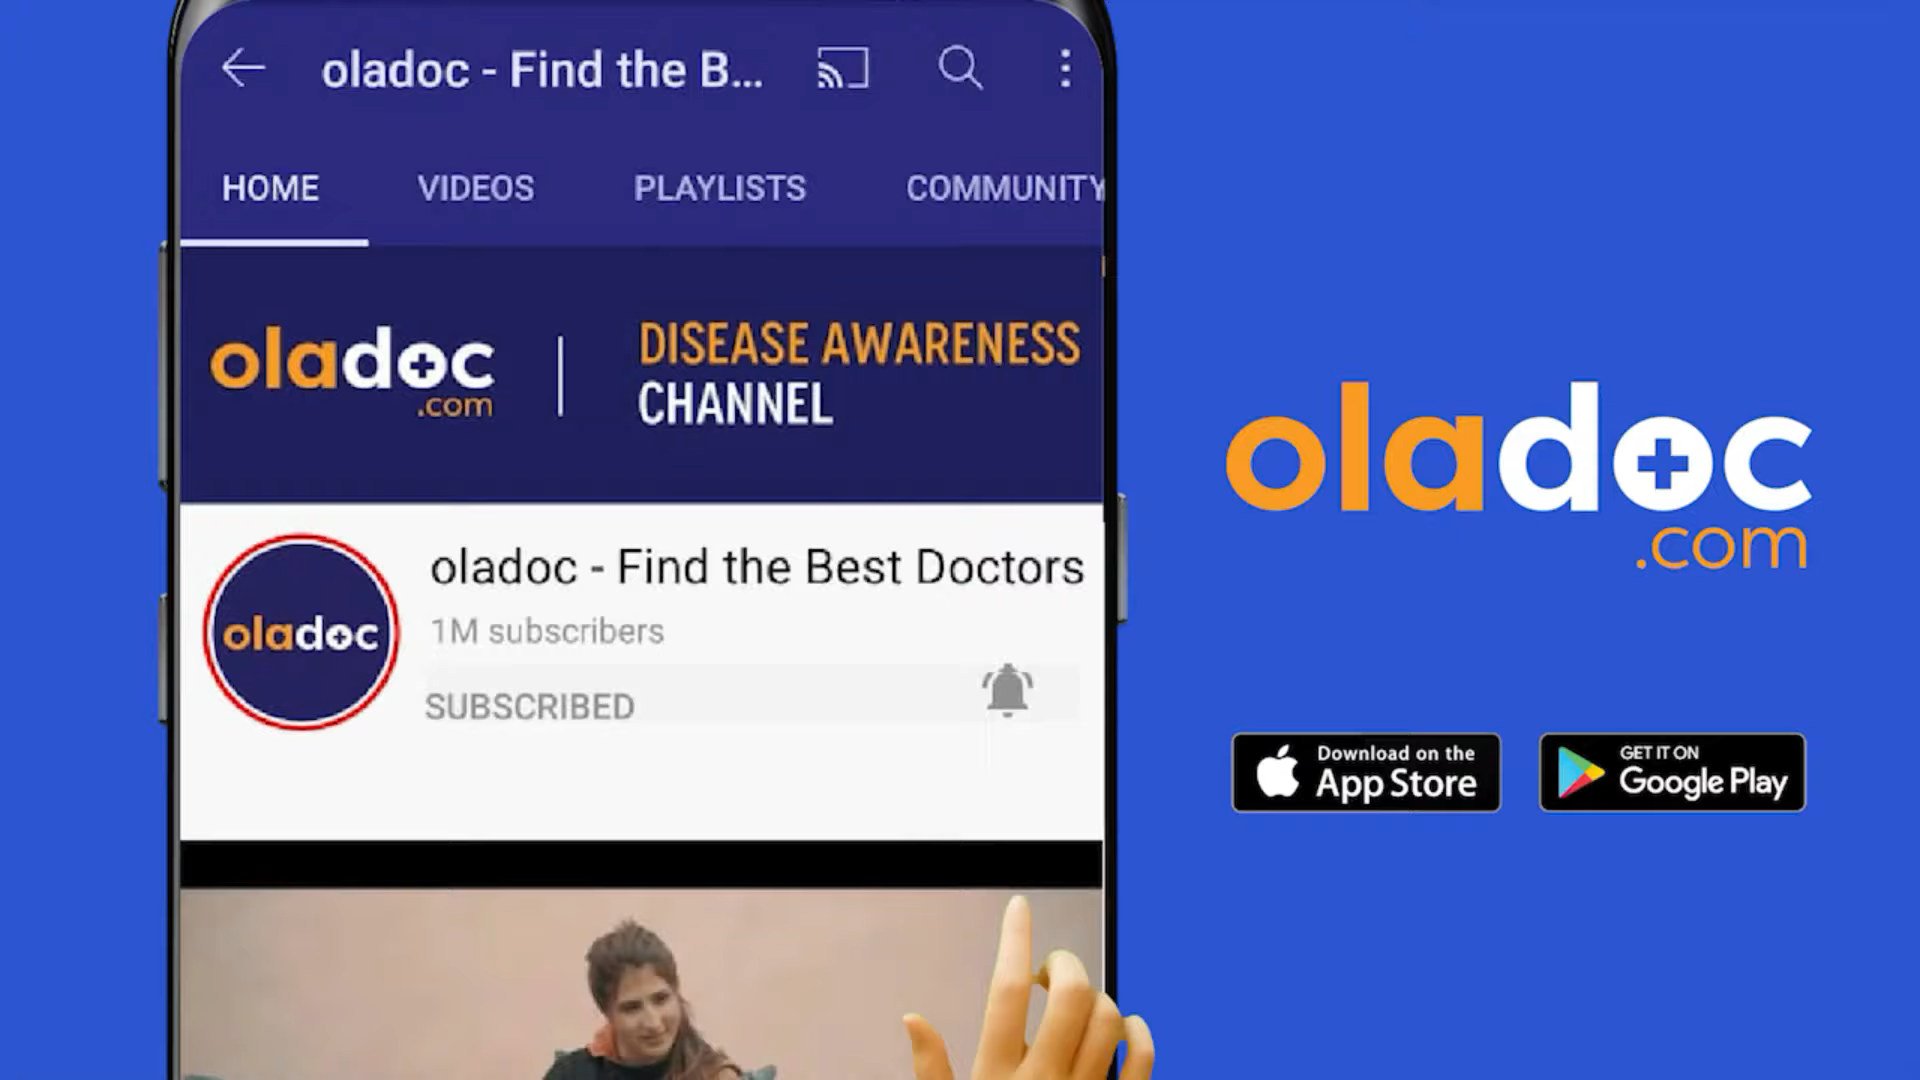 oladoc - Find the B...
HOME VIDEOS PLAYLISTS COMMUNITY
oladoc
.com
DISEASE AWARENESS
CHANNEL
oladoc
oladoc - Find the Best Doctors
1M subscribers
SUBSCRIBED
oladoc
.com
Download on the
App Store
GET IT ON
Google Play